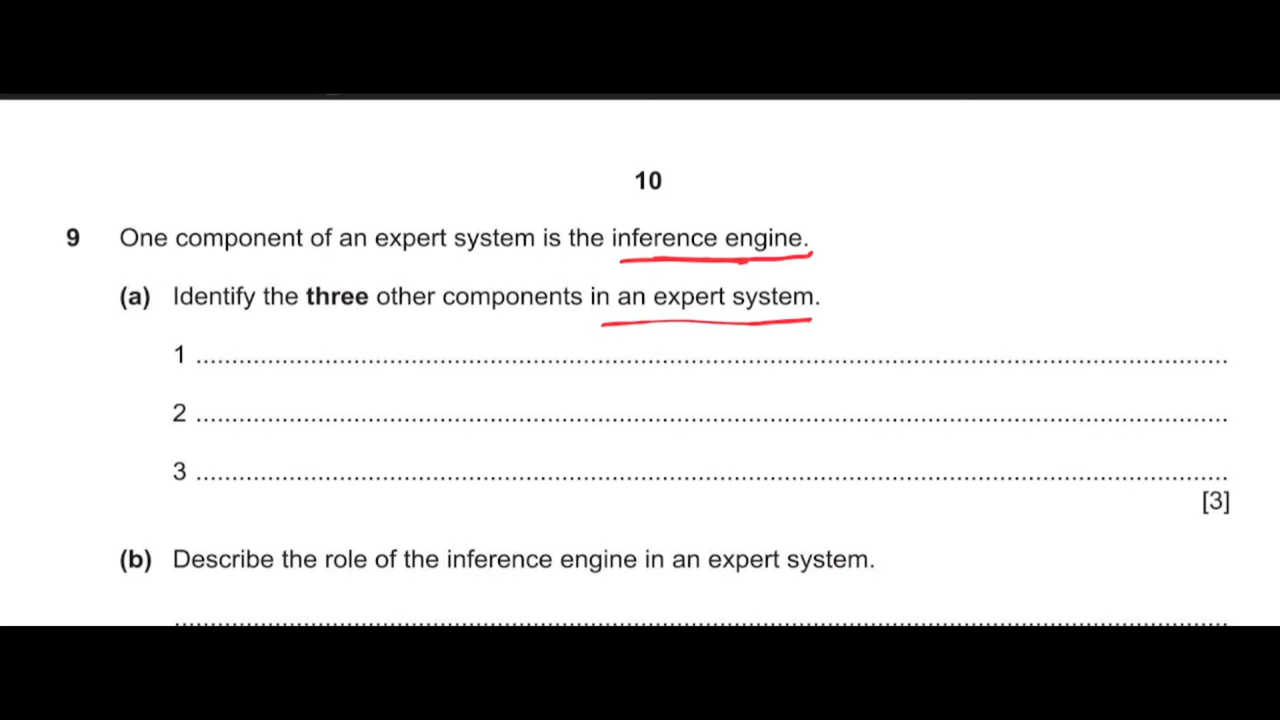 10
9 One component of an expert system is the inference engine.
(a) Identify the three other components in an expert system.
1 ........................................................................................................................................
2 ........................................................................................................................................
3 ........................................................................................................................................
[3]
(b) Describe the role of the inference engine in an expert system.
........................................................................................................................................